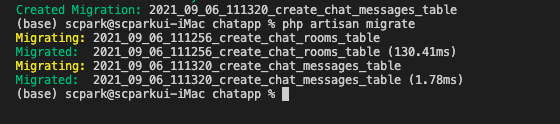 Created Migration: 2021_09_06_111320_create_chat_messages_table
(base) scpark@scparkui-iMac chatapp % php artisan migrate
Migrating: 2021_09_06_111256_create_chat_rooms_table
Migrated:  2021_09_06_111256_create_chat_rooms_table (130.41ms)
Migrating: 2021_09_06_111320_create_chat_messages_table
Migrated:  2021_09_06_111320_create_chat_messages_table (1.78ms)
(base) scpark@scparkui-iMac chatapp %